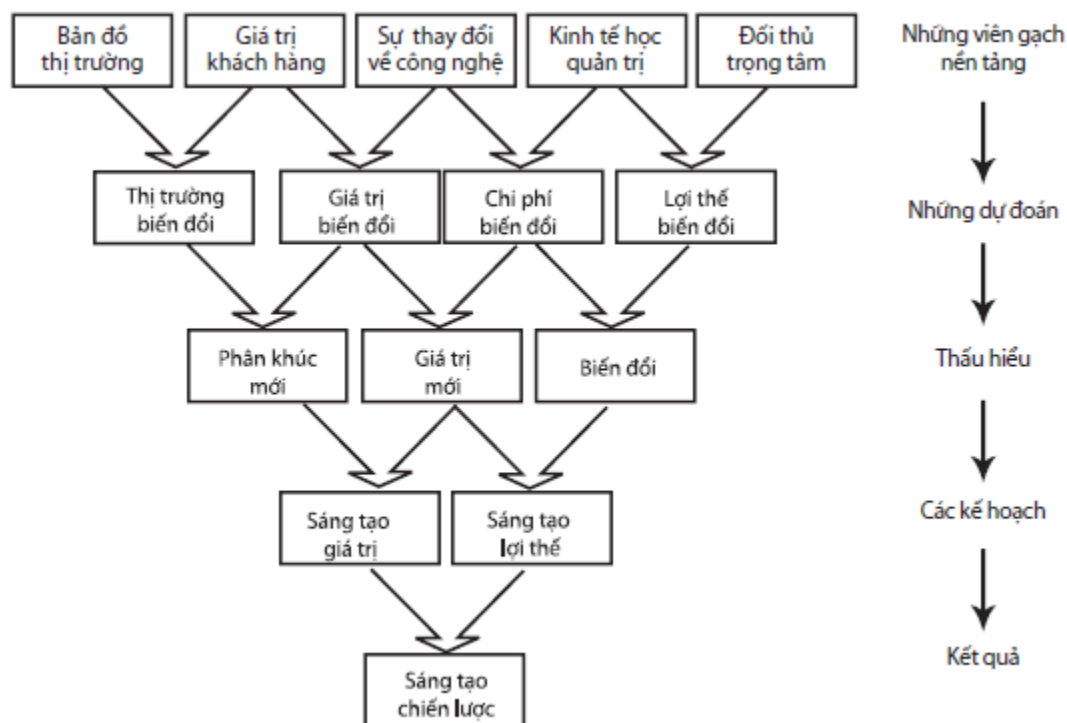 Bản đồ
thị trường
Giá trị
khách hàng
Sự thay đổi
về công nghệ
Kinh tế học
quản trị
Đối thủ
trọng tâm
Những viên gạch
nền tảng
Thị trường
biến đổi
Giá trị
biến đổi
Chi phí
biến đổi
Lợi thế
biến đổi
Những dự đoán
Phân khúc
mới
Giá trị
mới
Biến đổi
Thấu hiểu
Sáng tạo
giá trị
Sáng tạo
lợi thế
Các kế hoạch
Sáng tạo
chiến lược
Kết quả